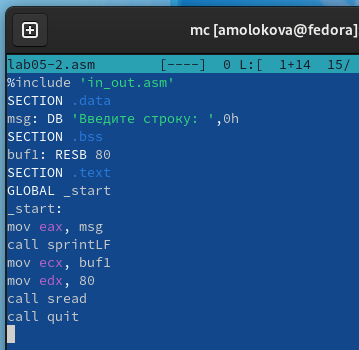 mc [amolokova@fedora]
lab05-2.asm [----] 0 L:[ 1+14 15/
%include 'in_out.asm'
SECTION .data
msg: DB 'Введите строку: ',0h
SECTION .bss
buf1: RESB 80
SECTION .text
GLOBAL _start
_start:
mov eax, msg
call sprintLF
mov ecx, buf1
mov edx, 80
call sread
call quit